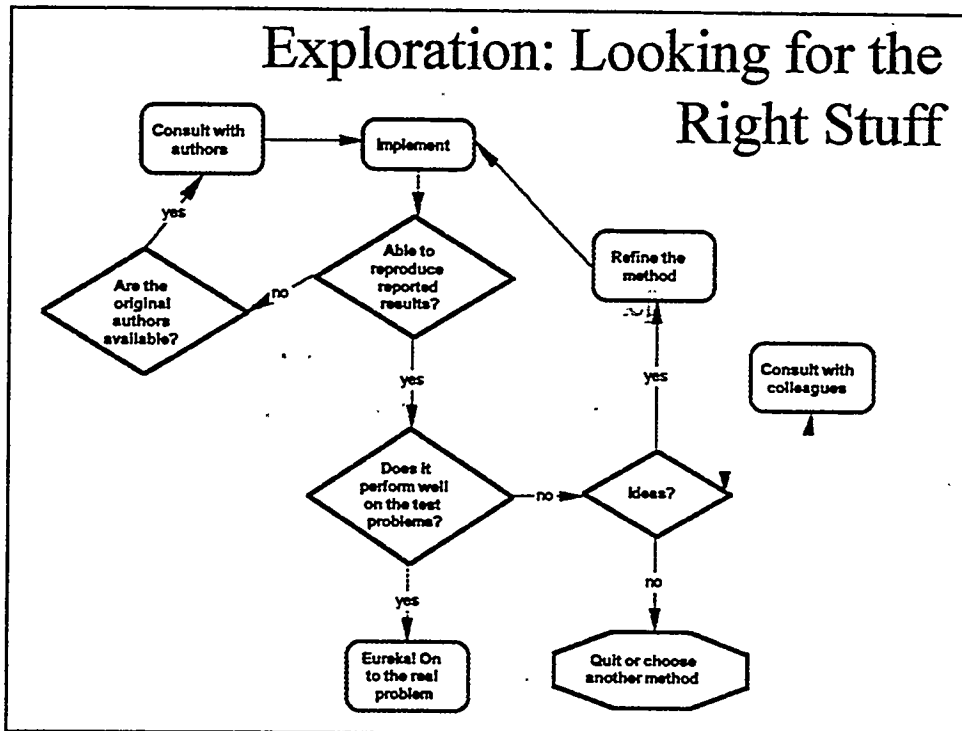 Exploration: Looking for the
Right Stuff
Consult with
authors
Implement
yes
Able to
reproduce
reported
results?
Refine the
method
Are the
original
authors
available?
no
yes
yes
Consult with
colleagues
Does it
perform well
on the test
problems?
no
Ideas?
yes
no
Eureka! On
to the real
problem
Quit or choose
another method